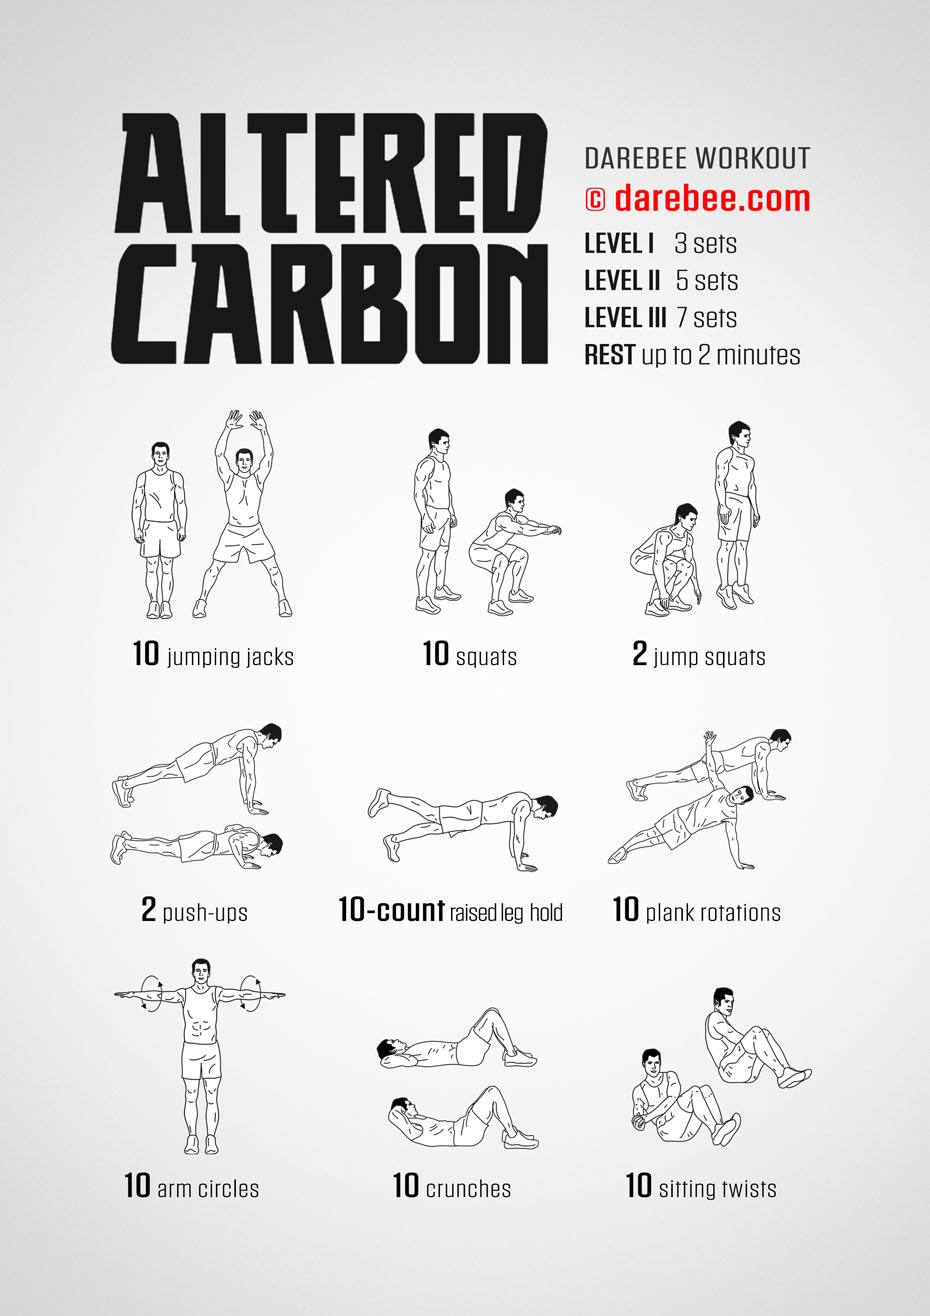 ALTERED
CARBON
DAREBEE WORKOUT
© darebee.com
LEVEL I 3 sets
LEVEL II 5 sets
LEVEL III 7 sets
REST up to 2 minutes
10 jumping jacks
10 squats
2 jump squats
2 push-ups
10-count raised leg hold
10 plank rotations
10 arm circles
10 crunches
10 sitting twists